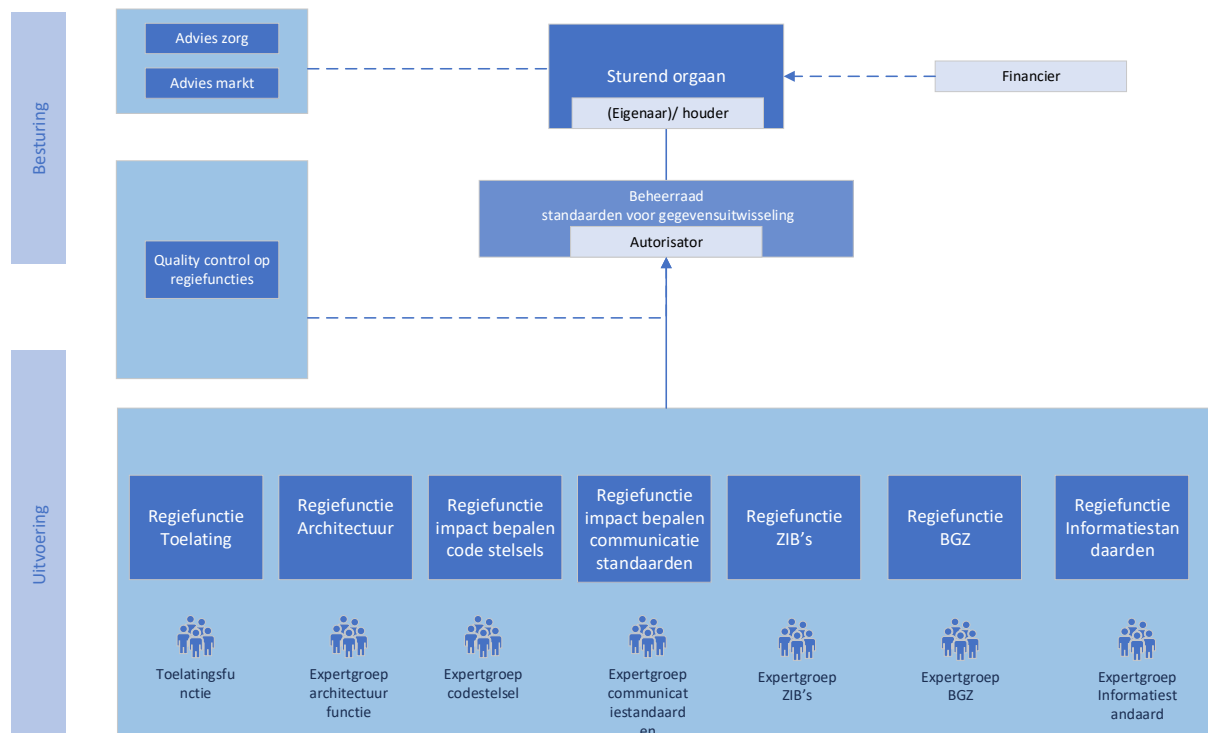 Besturing
Advies zorg
Advies markt
Sturend orgaan
(Eigenaar)/ houder
Financier
Beheerraad
standaarden voor gegevensuitwisseling
Autorisator
Quality control op
regiefuncties
Uitvoering
Regiefunctie
Toelating
Regiefunctie
Architectuur
Regiefunctie
impact bepalen
code stelsels
Regiefunctie
impact bepalen
communicatie
standaarden
Regiefunctie
ZIB's
Regiefunctie
BGZ
Regiefunctie
Informatiestan
daarden
Toelatingsfu
nctie
Expertgroep
architectuur
functie
Expertgroep
codestelsel
Expertgroep
communicat
iestandaard
en
Expertgroep
ZIB's
Expertgroep
BGZ
Expertgroep
Informatiest
andaard